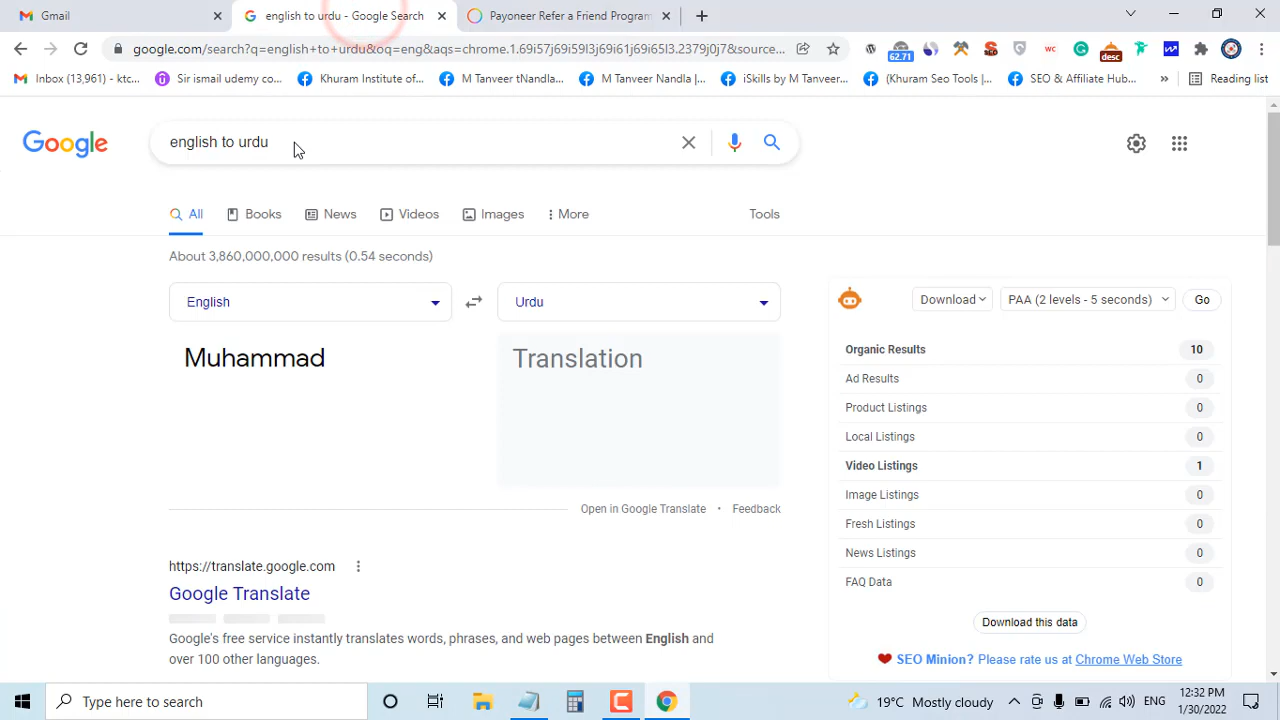 Gmail
english to urdu - Google Search
Payoneer Refer a Friend Program
google.com/search?q=english+to+urdu&oq=eng&aqs=chrome.1.69i57j69i59l3j69i61j69i65l3.2379j0j7&source...
62.71
wc
desc
Inbox (13,961) - ktc...
Sir ismail udemy co...
Khuram Institute of...
M Tanveer tNandla...
M Tanveer Nandla |...
iSkills by M Tanveer...
(Khuram Seo Tools |...
SEO & Affiliate Hub...
»
Reading list
Google
english to urdu
All
Books
News
Videos
Images
More
Tools
About 3,860,000,000 results (0.54 seconds)
English
Urdu
Muhammad
Translation
Open in Google Translate • Feedback
https://translate.google.com
Google Translate
Google's free service instantly translates words, phrases, and web pages between English and
over 100 other languages.
Download
PAA (2 levels - 5 seconds)
Go
Organic Results 10
Ad Results 0
Product Listings 0
Local Listings 0
Video Listings 1
Image Listings 0
Fresh Listings 0
News Listings 0
FAQ Data 0
Download this data
SEO Minion? Please rate us at Chrome Web Store
Type here to search
19°C Mostly cloudy
ENG
12:32 PM
1/30/2022